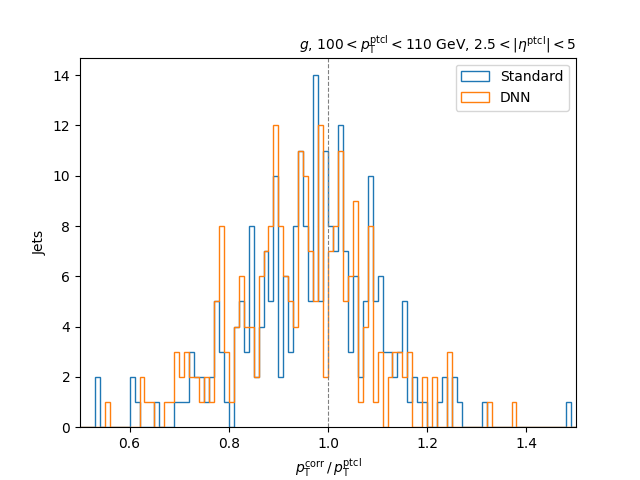 g, 100 < p_T^ptcl < 110 GeV, 2.5 < |η^ptcl| < 5
Standard
DNN
14
12
10
8
6
4
2
0
Jets
0.6 0.8 1.0 1.2 1.4
p_T^corr / p_T^ptcl